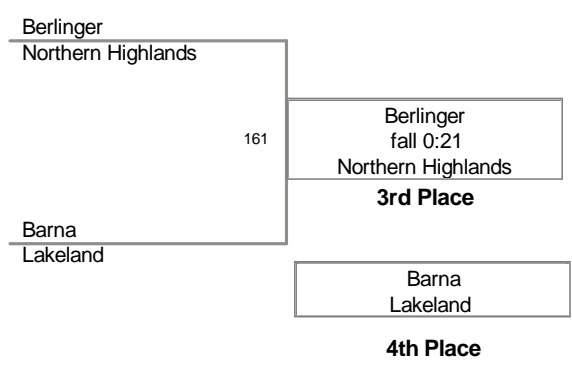 Berlinger
Northern Highlands
161
Berlinger
fall 0:21
Northern Highlands
3rd Place
Barna
Lakeland
Barna
Lakeland
4th Place